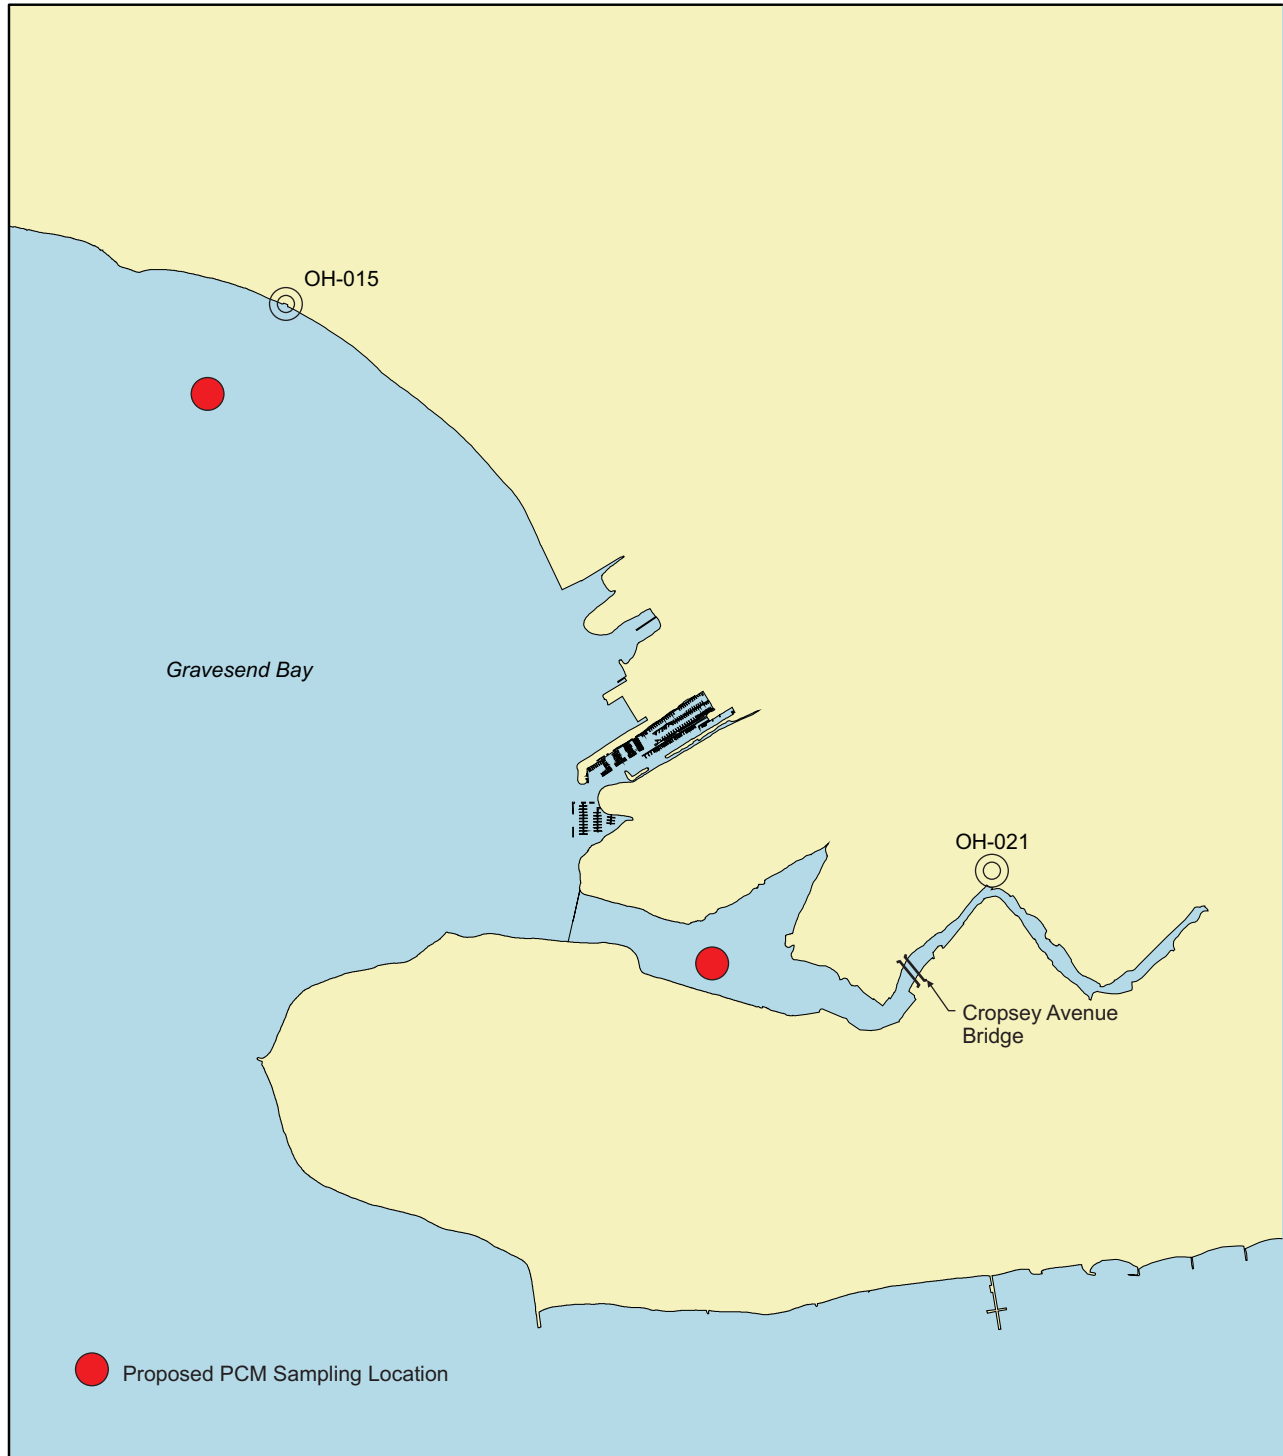 OH-015
Gravesend Bay
OH-021
Cropsey Avenue
Bridge
Proposed PCM Sampling Location